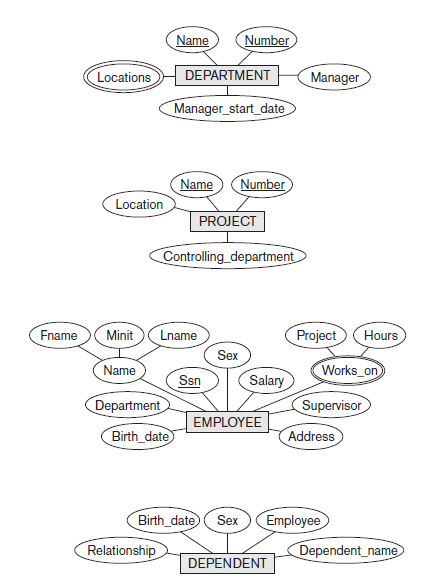 Name Number
Locations DEPARTMENT Manager
Manager_start_date
Name Number
Location
PROJECT
Controlling_department
Fname Minit Lname Project Hours
Sex
Name Ssn Salary Works_on
Department Supervisor
EMPLOYEE
Birth_date Address
Birth_date Sex Employee
Relationship Dependent_name
DEPENDENT